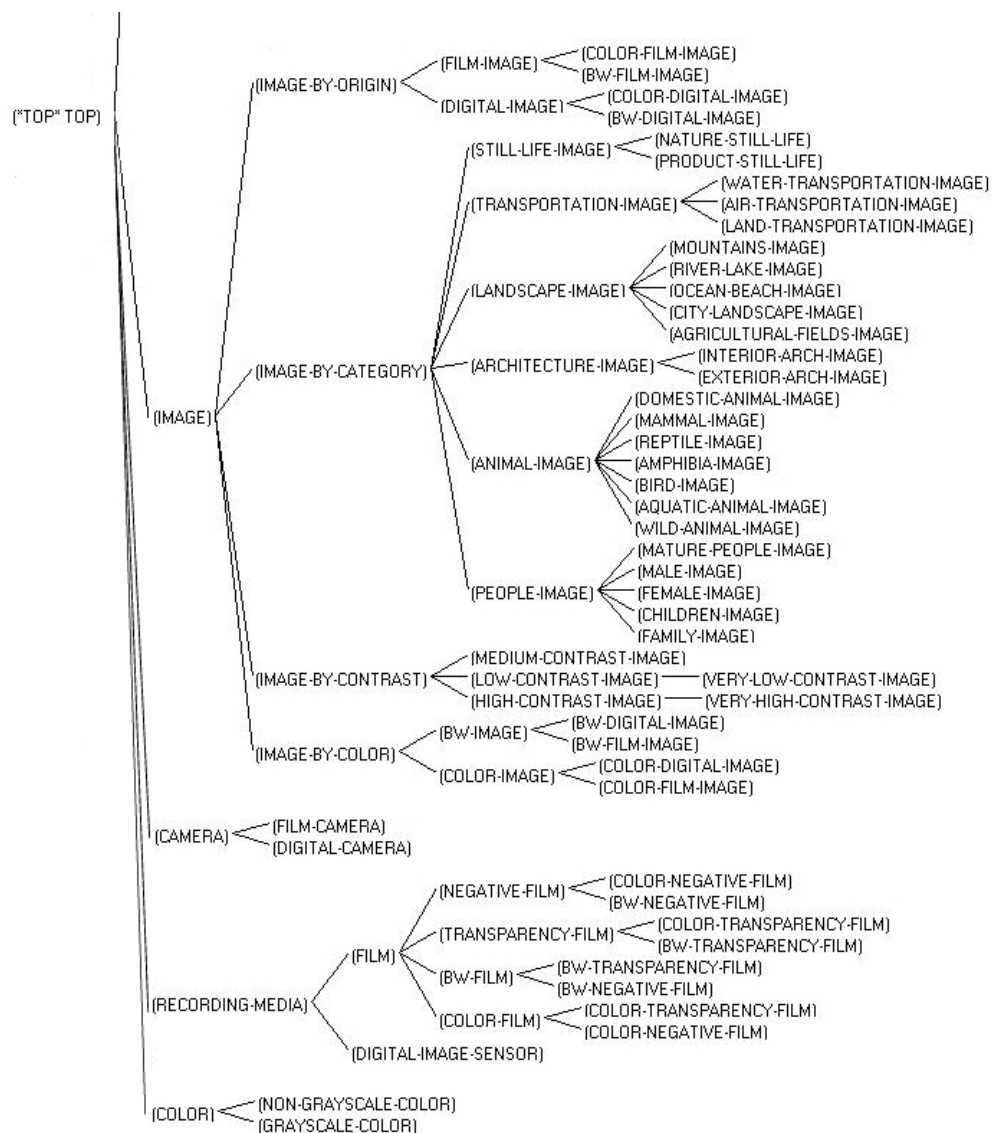 (*TOP* TOP)
(IMAGE)
(IMAGE-BY-ORIGIN)
(FILM-IMAGE)
(COLOR-FILM-IMAGE)
(BW-FILM-IMAGE)
(DIGITAL-IMAGE)
(COLOR-DIGITAL-IMAGE)
(BW-DIGITAL-IMAGE)
(IMAGE-BY-CATEGORY)
(STILL-LIFE-IMAGE)
(NATURE-STILL-LIFE)
(PRODUCT-STILL-LIFE)
(TRANSPORTATION-IMAGE)
(WATER-TRANSPORTATION-IMAGE)
(AIR-TRANSPORTATION-IMAGE)
(LAND-TRANSPORTATION-IMAGE)
(LANDSCAPE-IMAGE)
(MOUNTAINS-IMAGE)
(RIVER-LAKE-IMAGE)
(OCEAN-BEACH-IMAGE)
(CITY-LANDSCAPE-IMAGE)
(AGRICULTURAL-FIELDS-IMAGE)
(ARCHITECTURE-IMAGE)
(INTERIOR-ARCH-IMAGE)
(EXTERIOR-ARCH-IMAGE)
(ANIMAL-IMAGE)
(DOMESTIC-ANIMAL-IMAGE)
(MAMMAL-IMAGE)
(REPTILE-IMAGE)
(AMPHIBIA-IMAGE)
(BIRD-IMAGE)
(AQUATIC-ANIMAL-IMAGE)
(WILD-ANIMAL-IMAGE)
(PEOPLE-IMAGE)
(MATURE-PEOPLE-IMAGE)
(MALE-IMAGE)
(FEMALE-IMAGE)
(CHILDREN-IMAGE)
(FAMILY-IMAGE)
(IMAGE-BY-CONTRAST)
(MEDIUM-CONTRAST-IMAGE)
(LOW-CONTRAST-IMAGE)
(VERY-LOW-CONTRAST-IMAGE)
(HIGH-CONTRAST-IMAGE)
(VERY-HIGH-CONTRAST-IMAGE)
(IMAGE-BY-COLOR)
(BW-IMAGE)
(BW-DIGITAL-IMAGE)
(BW-FILM-IMAGE)
(COLOR-IMAGE)
(COLOR-DIGITAL-IMAGE)
(COLOR-FILM-IMAGE)
(CAMERA)
(FILM-CAMERA)
(DIGITAL-CAMERA)
(RECORDING-MEDIA)
(FILM)
(NEGATIVE-FILM)
(COLOR-NEGATIVE-FILM)
(BW-NEGATIVE-FILM)
(TRANSPARENCY-FILM)
(COLOR-TRANSPARENCY-FILM)
(BW-TRANSPARENCY-FILM)
(BW-FILM)
(BW-TRANSPARENCY-FILM)
(BW-NEGATIVE-FILM)
(COLOR-FILM)
(COLOR-TRANSPARENCY-FILM)
(COLOR-NEGATIVE-FILM)
(DIGITAL-IMAGE-SENSOR)
(COLOR)
(NON-GRAYSCALE-COLOR)
(GRAYSCALE-COLOR)